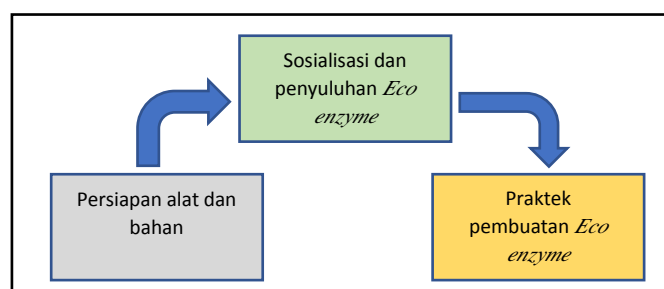 Sosialisasi dan
penyuluhan Eco
enzyme
Persiapan alat dan
bahan
Praktek
pembuatan Eco
enzyme